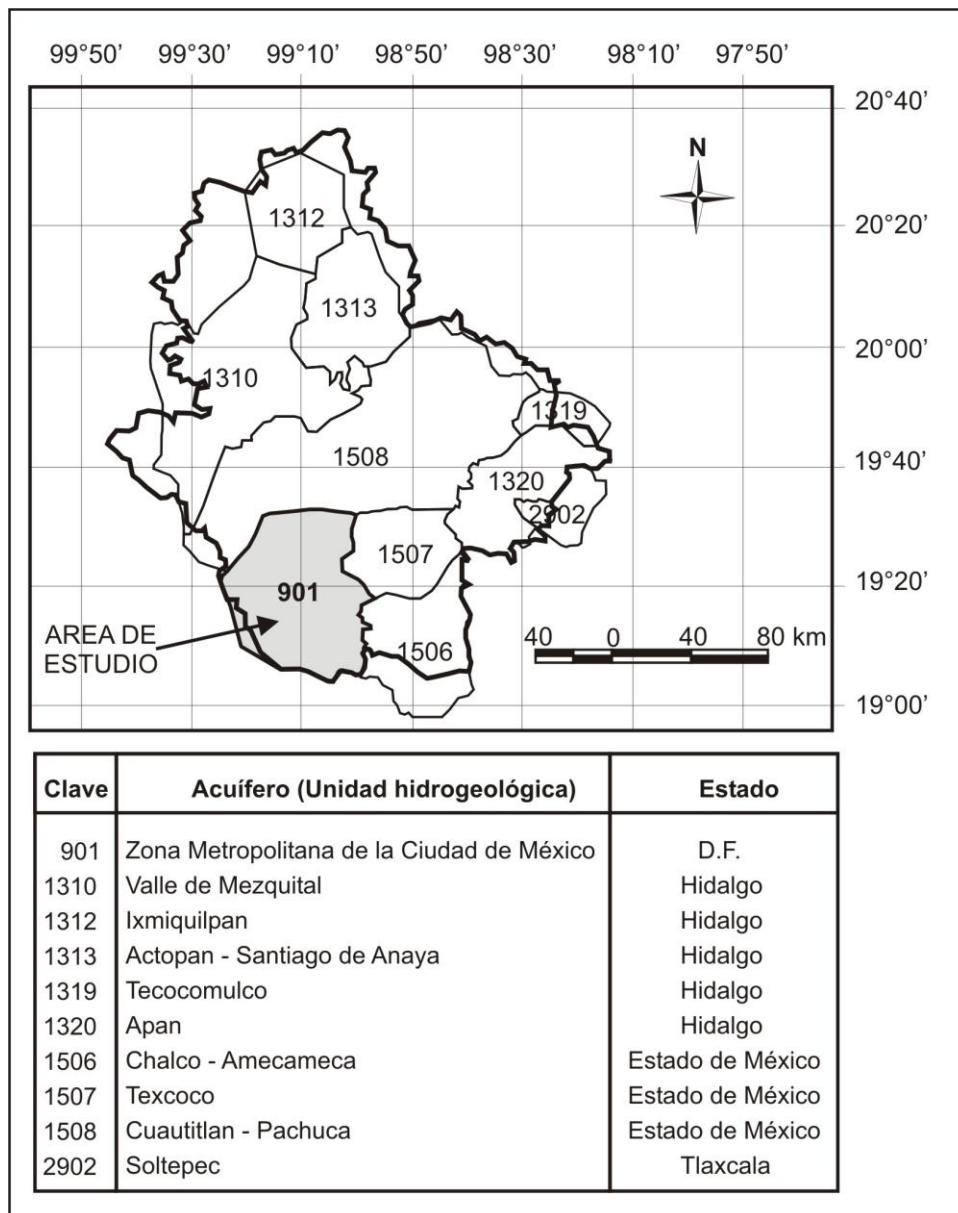 99°50’ 99°30’ 99°10’ 98°50’ 98°30’ 98°10’ 97°50’
20°40’
N
1312
20°20’
1313
20°00’
1310
1319
1508
19°40’
1320
2902
1507
19°20’
901
AREA DE
ESTUDIO
1506
40 0 40 80 km
19°00’
Clave Acuífero (Unidad hidrogeológica) Estado
901 Zona Metropolitana de la Ciudad de México D.F.
1310 Valle de Mezquital Hidalgo
1312 Ixmiquilpan Hidalgo
1313 Actopan - Santiago de Anaya Hidalgo
1319 Tecocomulco Hidalgo
1320 Apan Hidalgo
1506 Chalco - Amecameca Estado de México
1507 Texcoco Estado de México
1508 Cuautitlan - Pachuca Estado de México
2902 Soltepec Tlaxcala